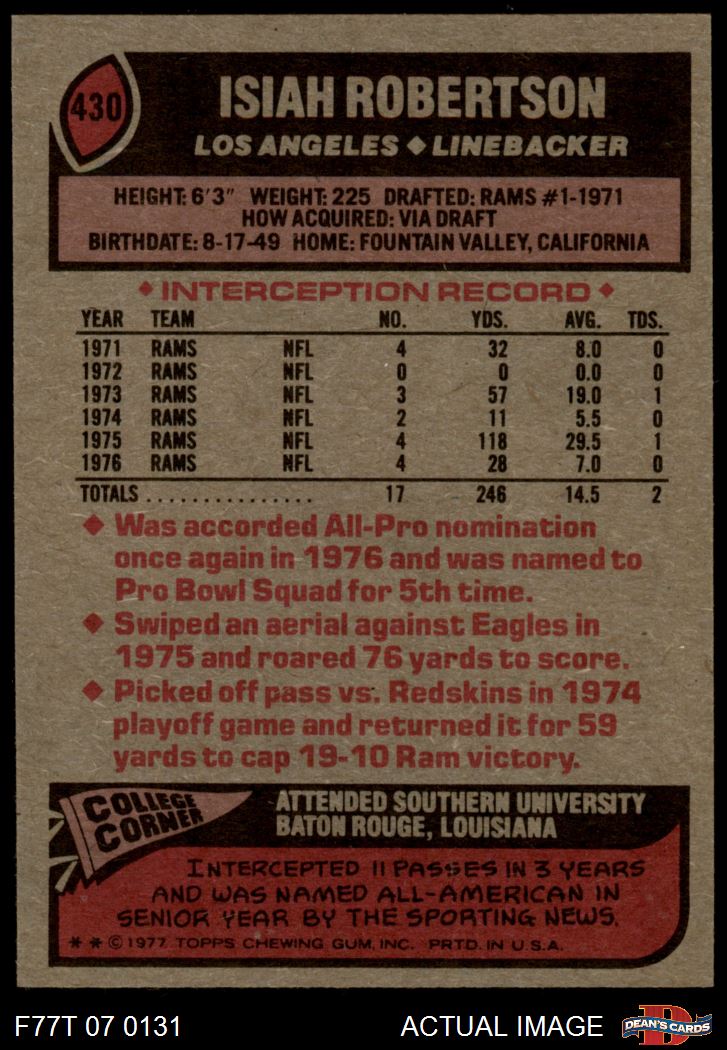 430
ISIAH ROBERTSON
LOS ANGELES ◆ LINEBACKER
HEIGHT: 6'3" WEIGHT: 225 DRAFTED: RAMS #1-1971
HOW ACQUIRED: VIA DRAFT
BIRTHDATE: 8-17-49 HOME: FOUNTAIN VALLEY, CALIFORNIA
◆ INTERCEPTION RECORD ◆
YEAR TEAM NO. YDS. AVG. TDS.
1971 RAMS NFL 4 32 8.0 0
1972 RAMS NFL 0 0 0.0 0
1973 RAMS NFL 3 57 19.0 1
1974 RAMS NFL 2 11 5.5 0
1975 RAMS NFL 4 118 29.5 1
1976 RAMS NFL 4 28 7.0 0
TOTALS ................ 17 246 14.5 2
◆ Was accorded All-Pro nomination
once again in 1976 and was named to
Pro Bowl Squad for 5th time.
◆ Swiped an aerial against Eagles in
1975 and roared 76 yards to score.
◆ Picked off pass vs. Redskins in 1974
playoff game and returned it for 59
yards to cap 19-10 Ram victory.
COLLEGE
CORNER
ATTENDED SOUTHERN UNIVERSITY
BATON ROUGE, LOUISIANA
INTERCEPTED 11 PASSES IN 3 YEARS
AND WAS NAMED ALL-AMERICAN IN
SENIOR YEAR BY THE SPORTING NEWS.
* * © 1977 TOPPS CHEWING GUM, INC. PRTD. IN U.S.A.
F77T 07 0131 ACTUAL IMAGE
D
DEAN'S CARDS